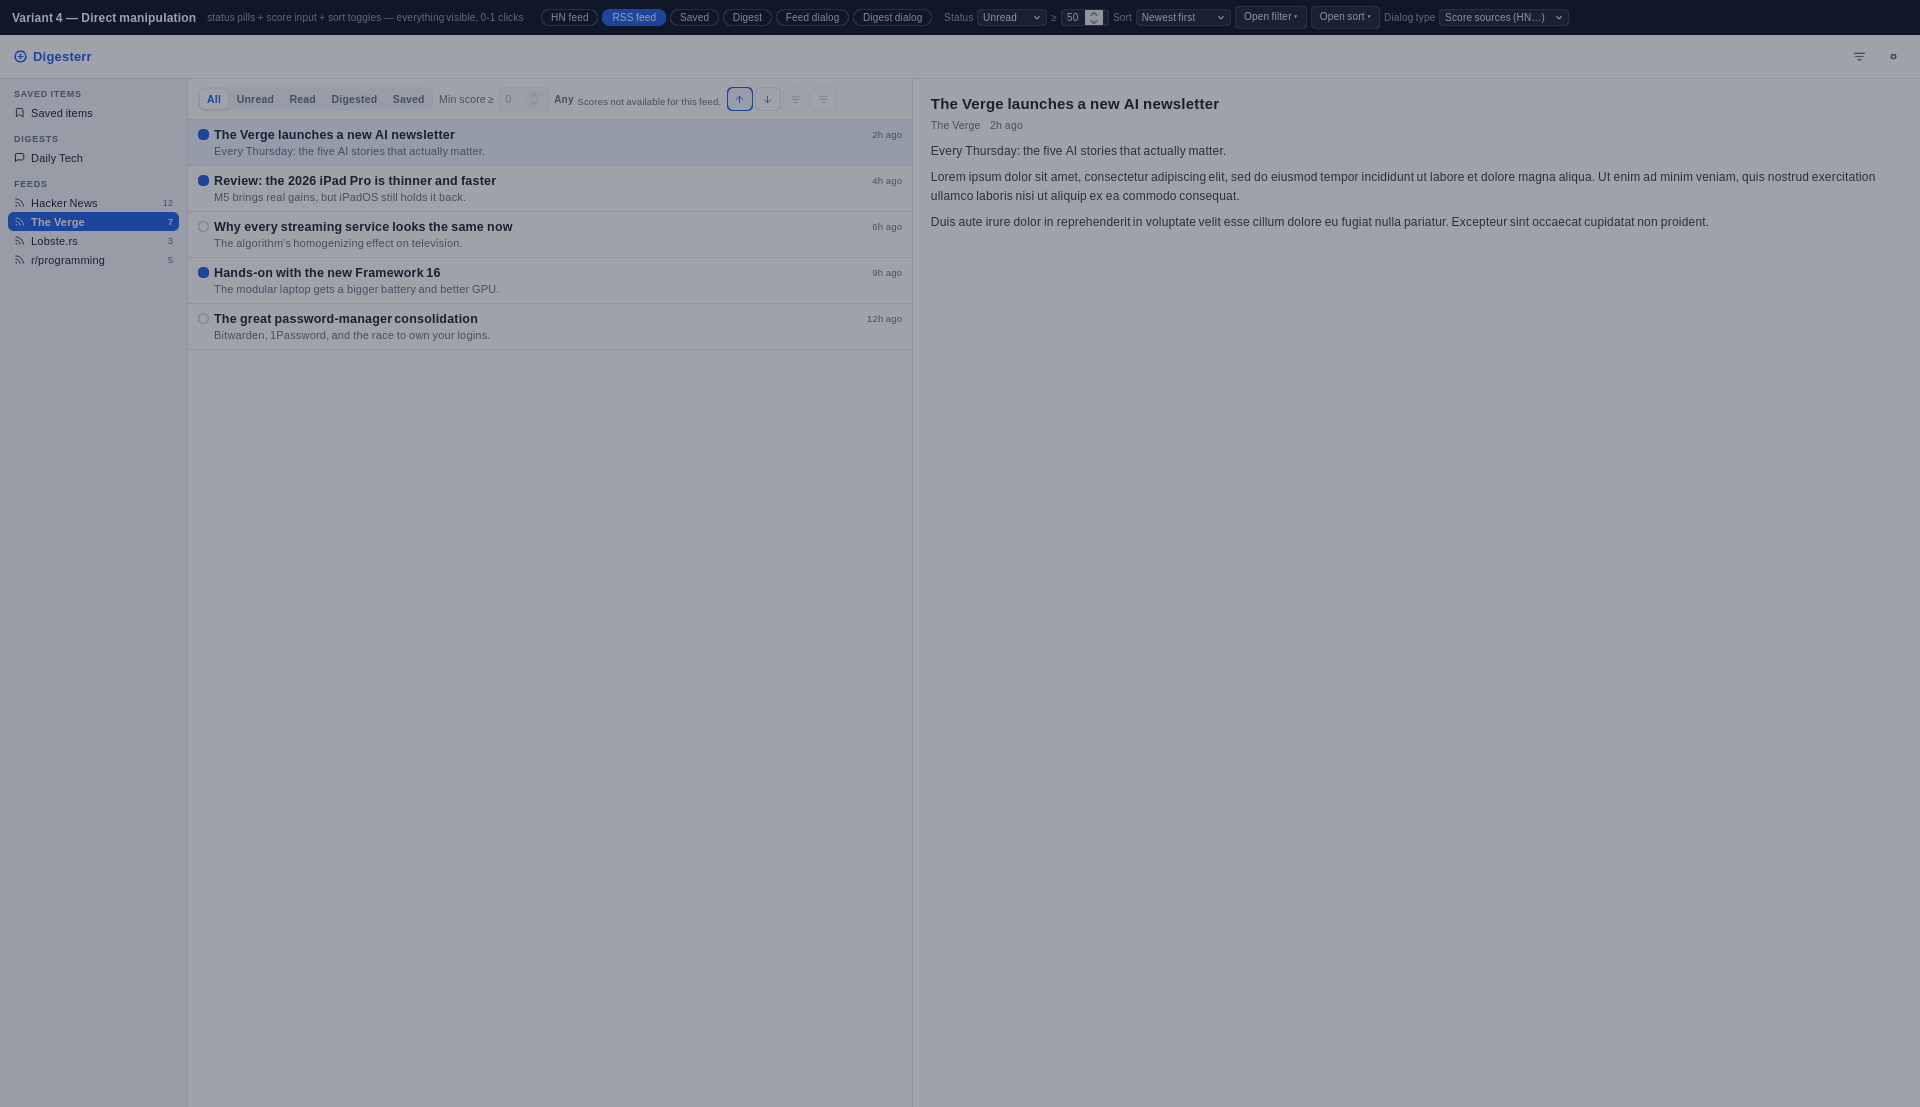 Variant 4 — Direct manipulation status pills + score input + sort toggles — everything visible, 0-1 clicks HN feed RSS feed Saved Digest Feed dialog Digest dialog Status Unread ≥ 50 Sort Newest first Open filter ▾ Open sort ▾ Dialog type Score sources (HN…)
Digesterr
SAVED ITEMS
Saved items
DIGESTS
Daily Tech
FEEDS
Hacker News 12
The Verge 7
Lobste.rs 3
r/programming 5
All Unread Read Digested Saved Min score ≥ 0 Any Scores not available for this feed.
The Verge launches a new AI newsletter 2h ago
Every Thursday: the five AI stories that actually matter.
Review: the 2026 iPad Pro is thinner and faster 4h ago
M5 brings real gains, but iPadOS still holds it back.
Why every streaming service looks the same now 6h ago
The algorithm's homogenizing effect on television.
Hands-on with the new Framework 16 9h ago
The modular laptop gets a bigger battery and better GPU.
The great password-manager consolidation 12h ago
Bitwarden, 1Password, and the race to own your logins.
The Verge launches a new AI newsletter
The Verge 2h ago
Every Thursday: the five AI stories that actually matter.
Lorem ipsum dolor sit amet, consectetur adipiscing elit, sed do eiusmod tempor incididunt ut labore et dolore magna aliqua. Ut enim ad minim veniam, quis nostrud exercitation
ullamco laboris nisi ut aliquip ex ea commodo consequat.
Duis aute irure dolor in reprehenderit in voluptate velit esse cillum dolore eu fugiat nulla pariatur. Excepteur sint occaecat cupidatat non proident.